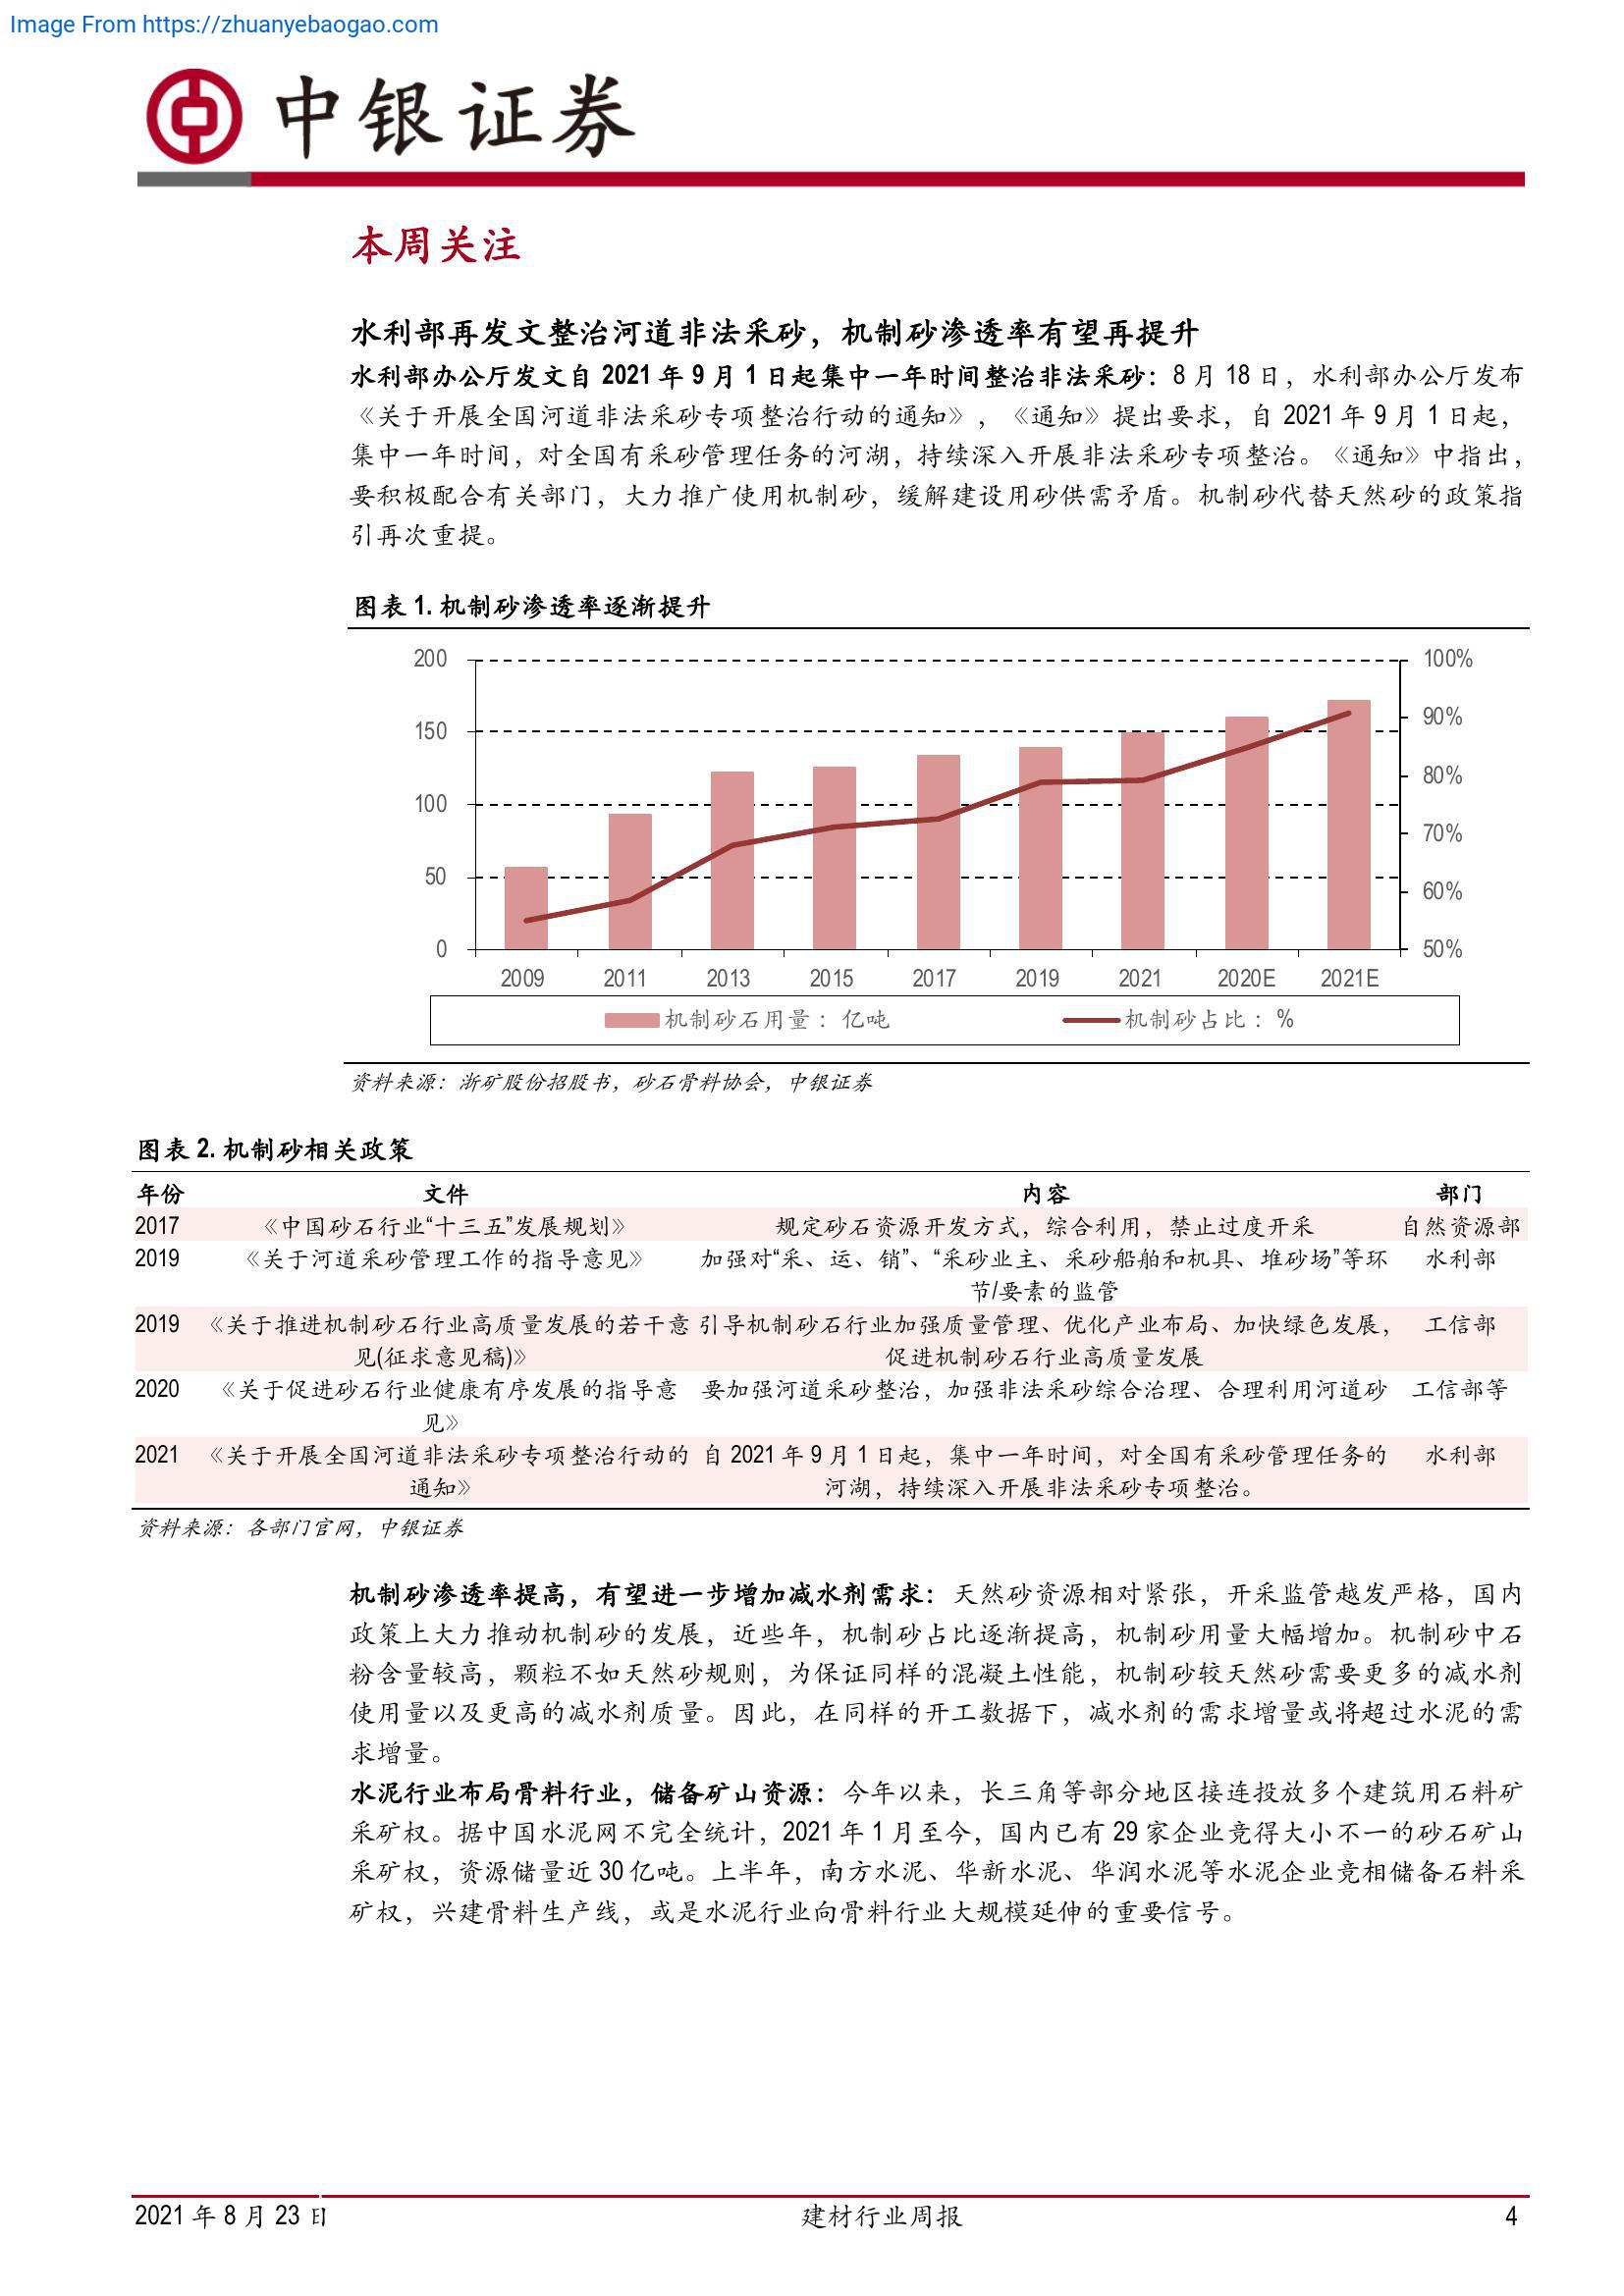 Image From https://zhuanyebaogao.com
中银证券
本周关注
水利部再发文整治河道非法采砂，机制砂渗透率有望再提升
水利部办公厅发文自 2021 年 9 月 1 日起集中一年时间整治非法采砂：8 月 18 日，水利部办公厅发布
《关于开展全国河道非法采砂专项整治行动的通知》，《通知》提出要求，自 2021 年 9 月 1 日起，
集中一年时间，对全国有采砂管理任务的河湖，持续深入开展非法采砂专项整治。《通知》中指出，
要积极配合有关部门，大力推广使用机制砂，缓解建设用砂供需矛盾。机制砂代替天然砂的政策指
引再次重提。
图表 1. 机制砂渗透率逐渐提升
200 100%
90%
150
80%
100
70%
50 60%
0 50%
2009 2011 2013 2015 2017 2019 2021 2020E 2021E
机制砂石用量：亿吨 机制砂占比：%
资料来源：浙矿股份招股书，砂石骨料协会，中银证券
图表 2. 机制砂相关政策
年份 文件 内容 部门
2017 《中国砂石行业“十三五”发展规划》 规定砂石资源开发方式，综合利用，禁止过度开采 自然资源部
2019 《关于河道采砂管理工作的指导意见》 加强对“采、运、销”、“采砂业主、采砂船舶和机具、堆砂场”等环 水利部
节/要素的监管
2019 《关于推进机制砂石行业高质量发展的若干意 引导机制砂石行业加强质量管理、优化产业布局、加快绿色发展， 工信部
见(征求意见稿)》 促进机制砂石行业高质量发展
2020 《关于促进砂石行业健康有序发展的指导意 要加强河道采砂整治，加强非法采砂综合治理、合理利用河道砂 工信部等
见》
2021 《关于开展全国河道非法采砂专项整治行动的 自 2021 年 9 月 1 日起，集中一年时间，对全国有采砂管理任务的 水利部
通知》 河湖，持续深入开展非法采砂专项整治。
资料来源：各部门官网，中银证券
机制砂渗透率提高，有望进一步增加减水剂需求：天然砂资源相对紧张，开采监管越发严格，国内
政策上大力推动机制砂的发展，近些年，机制砂占比逐渐提高，机制砂用量大幅增加。机制砂中石
粉含量较高，颗粒不如天然砂规则，为保证同样的混凝土性能，机制砂较天然砂需要更多的减水剂
使用量以及更高的减水剂质量。因此，在同样的开工数据下，减水剂的需求增量或将超过水泥的需
求增量。
水泥行业布局骨料行业，储备矿山资源：今年以来，长三角等部分地区接连投放多个建筑用石料矿
采矿权。据中国水泥网不完全统计，2021 年 1 月至今，国内已有 29 家企业竞得大小不一的砂石矿山
采矿权，资源储量近 30 亿吨。上半年，南方水泥、华新水泥、华润水泥等水泥企业竞相储备石料采
矿权，兴建骨料生产线，或是水泥行业向骨料行业大规模延伸的重要信号。
2021 年 8 月 23 日 建材行业周报 4